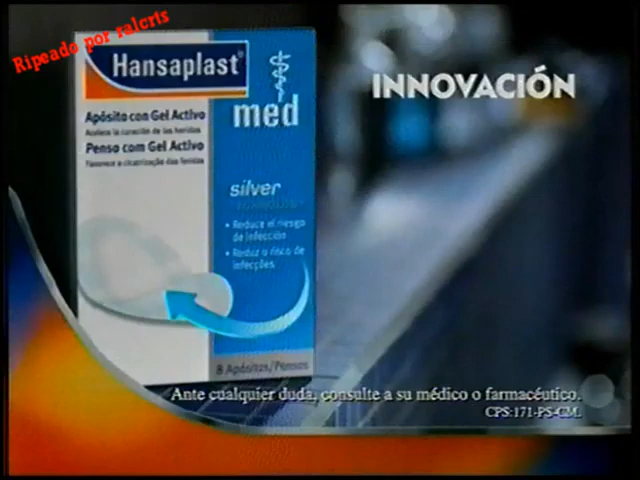 Ripeado por ralcris
Hansaplast
med
INNOVACIÓN
Apósito con Gel Activo
Acelera la curación de las heridas
Penso com Gel Activo
Favorece a cicatrização das feridas
silver
• Reduce el riesgo
de infección
• Reduz o risco de
infecções
8 Apósitos/Pensos
Ante cualquier duda, consulte a su médico o farmacéutico.
CPS:171-PS-CM.